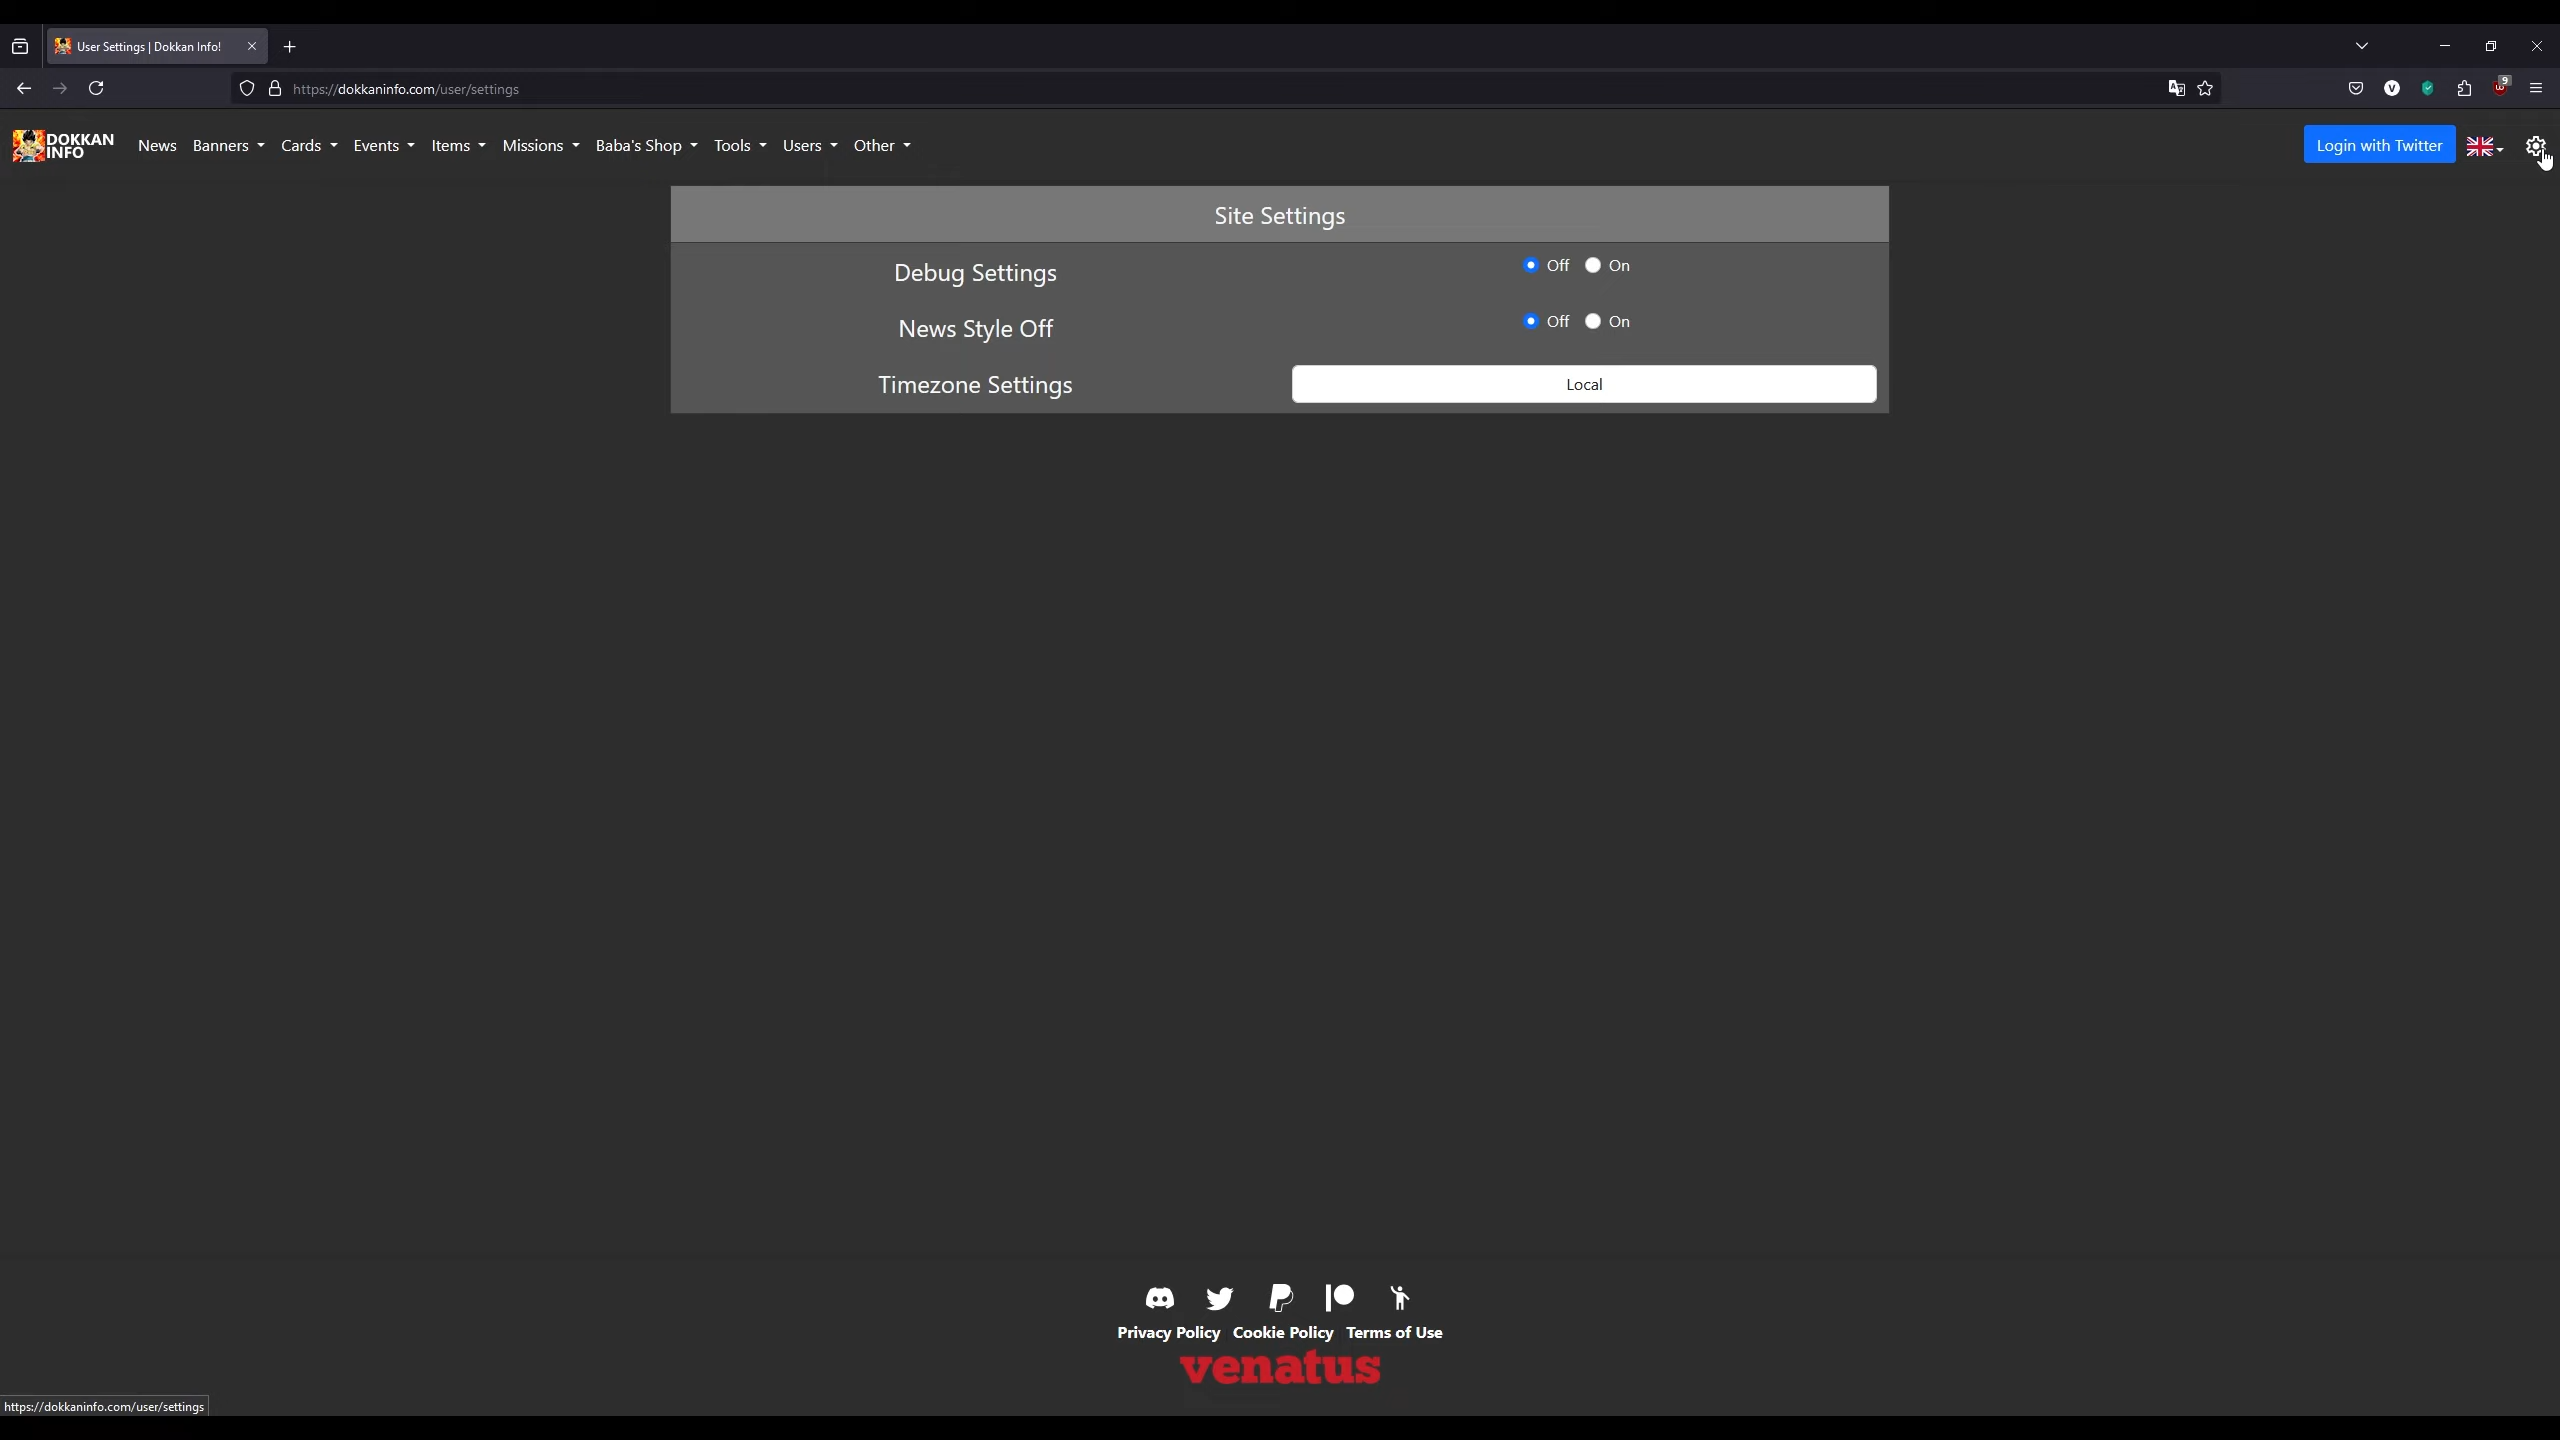 User Settings | Dokkan Info!
https://dokkaninfo.com/user/settings
9
DOKKAN INFO
News Banners Cards Events Items Missions Baba's Shop Tools Users Other
Login with Twitter
Site Settings
Debug Settings Off On
News Style Off Off On
Timezone Settings Local
Privacy Policy Cookie Policy Terms of Use
venatus
https://dokkaninfo.com/user/settings